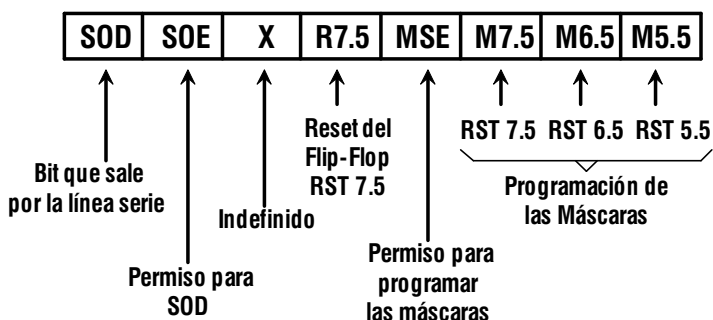 SOD SOE X R7.5 MSE M7.5 M6.5 M5.5
Bit que sale
por la línea serie
Permiso para
SOD
Indefinido
Reset del
Flip-Flop
RST 7.5
Permiso para
programar
las máscaras
RST 7.5 RST 6.5 RST 5.5
Programación de
las Máscaras